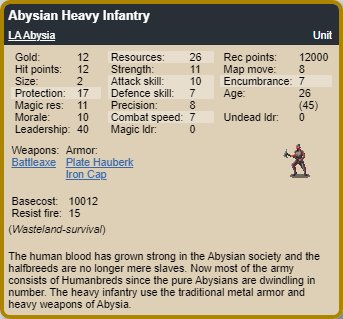 Abysian Heavy Infantry
LA Abysia Unit
Gold: 12 Resources: 26 Rec points: 12000
Hit points: 12 Strength: 11 Map move: 8
Size: 2 Attack skill: 10 Encumbrance: 7
Protection: 17 Defence skill: 7 Age: 26
Magic res: 11 Precision: 8 (45)
Morale: 10 Combat speed: 7 Undead ldr: 0
Leadership: 40 Magic ldr: 0
Weapons: Armor:
Battleaxe Plate Hauberk
Iron Cap
Basecost: 10012
Resist fire: 15
(Wasteland-survival)
The human blood has grown strong in the Abysian society and the
halfbreeds are no longer mere slaves. Now most of the army
consists of Humanbreds since the pure Abysians are dwindling in
number. The heavy infantry use the traditional metal armor and
heavy weapons of Abysia.